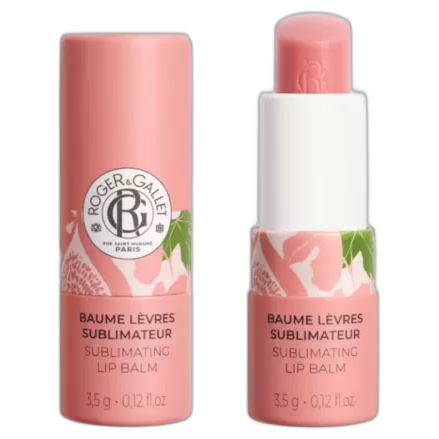 ROGER & GALLET
RG
RUE SAINT HONORÉ
PARIS
BAUME LÈVRES
SUBLIMATEUR
SUBLIMATING
LIP BALM
3,5 g · 0,12 fl.oz.
RG
BAUME LÈVRES
SUBLIMATEUR
SUBLIMATING
LIP BALM
3,5 g · 0,12 fl.oz.